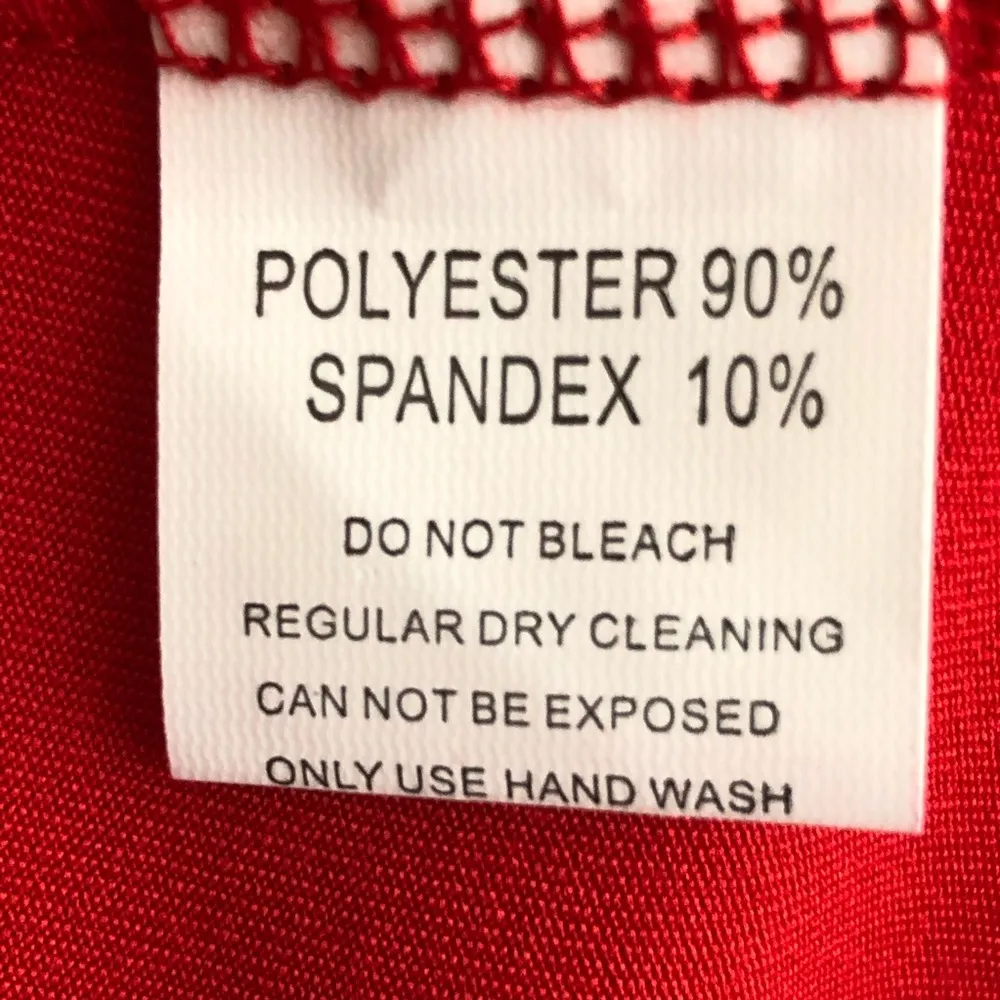 POLYESTER 90%
SPANDEX 10%
DO NOT BLEACH
REGULAR DRY CLEANING
CAN NOT BE EXPOSED
ONLY USE HAND WASH